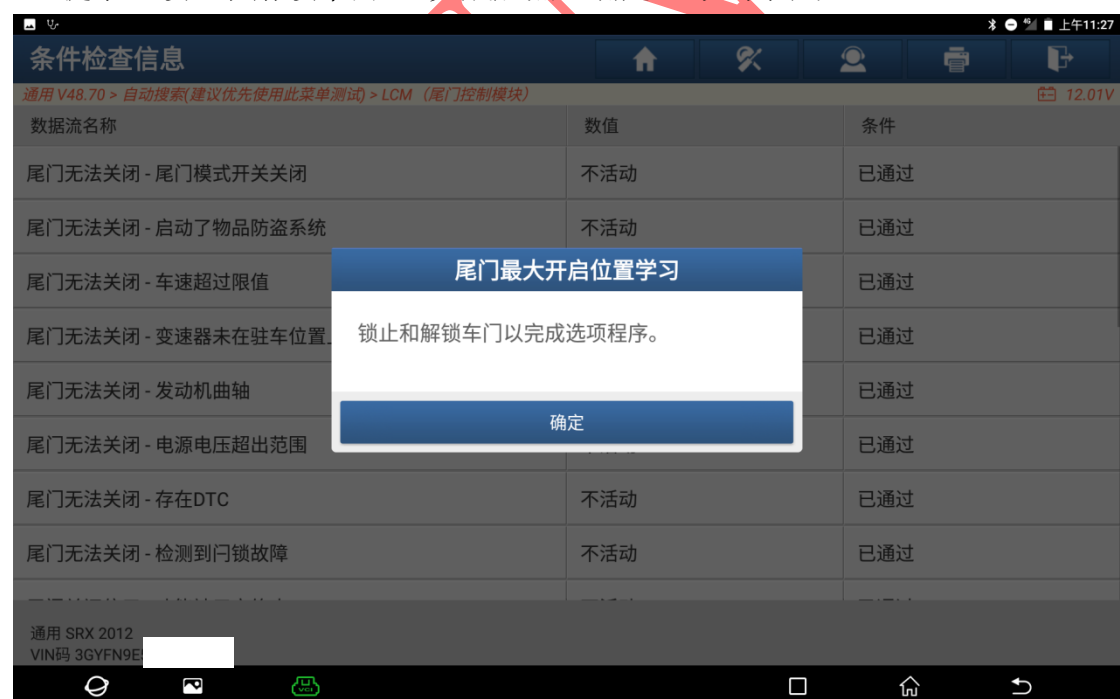 46 上午11:27
条件检查信息
通用 V48.70 > 自动搜索(建议优先使用此菜单测试) > LCM（尾门控制模块） 12.01V
数据流名称 数值 条件
尾门无法关闭 - 尾门模式开关关闭 不活动 已通过
尾门无法关闭 - 启动了物品防盗系统 不活动 已通过
尾门无法关闭 - 车速超过限值 已通过
尾门无法关闭 - 变速器未在驻车位置 已通过
尾门无法关闭 - 发动机曲轴 已通过
尾门无法关闭 - 电源电压超出范围 已通过
尾门无法关闭 - 存在DTC 不活动 已通过
尾门无法关闭 - 检测到闩锁故障 不活动 已通过
尾门最大开启位置学习
锁止和解锁车门以完成选项程序。
确定
通用 SRX 2012
VIN码 3GYFN9E
VCI